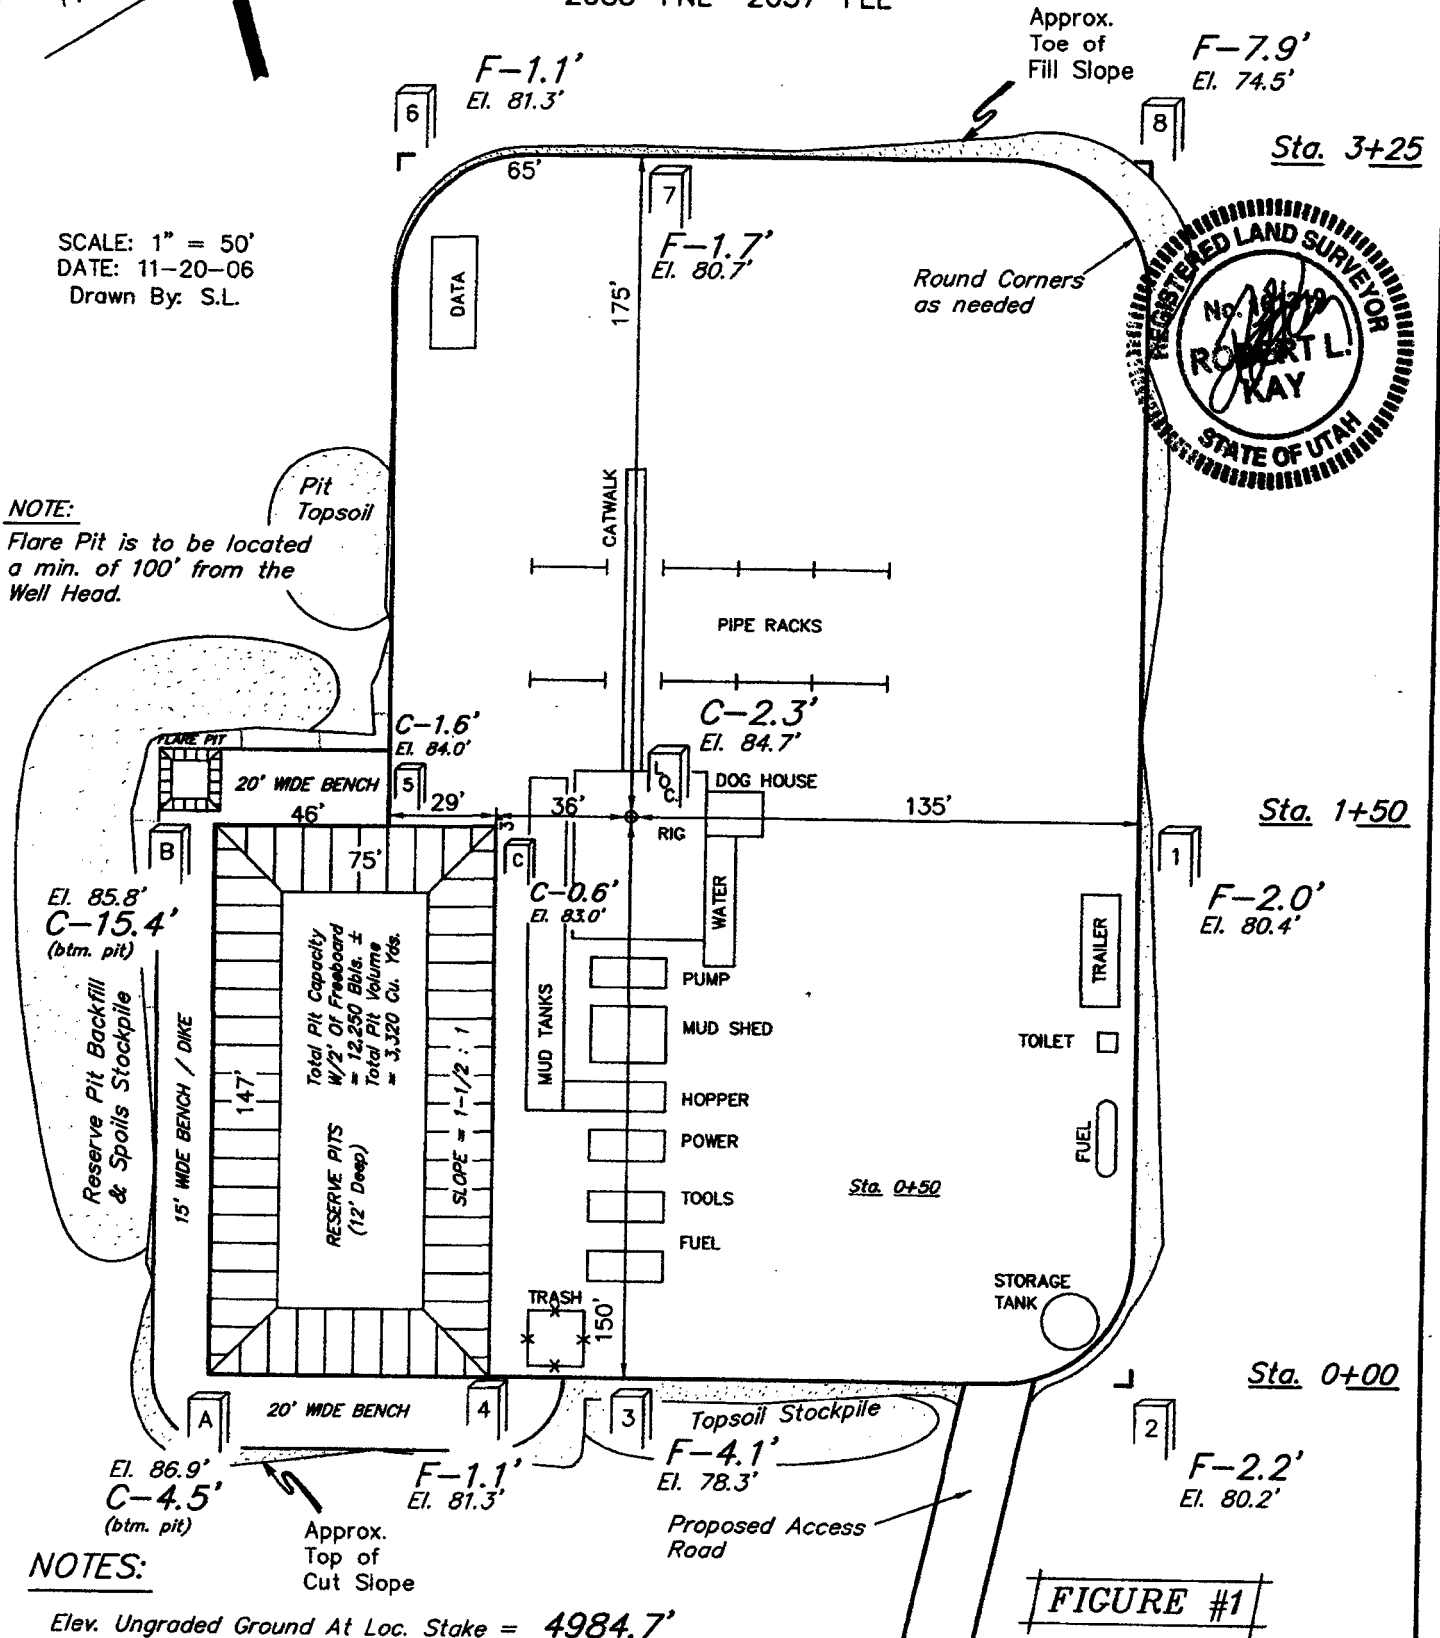 Approx.
Toe of
Fill Slope
F-7.9'
El. 74.5'
F-1.1'
El. 81.3'
6
8
Sta. 3+25
65'
7
SCALE: 1" = 50'
DATE: 11-20-06
Drawn By: S.L.
F-1.7'
El. 80.7'
DATA
175'
Round Corners
as needed
REGISTERED LAND SURVEYOR
No.
ROBERT L.
KAY
STATE OF UTAH
Pit
Topsoil
CATWALK
NOTE:
Flare Pit is to be located
a min. of 100' from the
Well Head.
PIPE RACKS
C-1.6'
El. 84.0'
C-2.3'
El. 84.7'
FLARE PIT
20' WIDE BENCH
5
LOC.
DOG HOUSE
46'
29'
3'
36'
RIG
135'
Sta. 1+50
B
75'
C
1
El. 85.8'
C-15.4'
(btm. pit)
C-0.6'
El. 83.0'
WATER
F-2.0'
El. 80.4'
TRAILER
Total Pit Capacity
W/2' Of Freeboard
= 12,250 Bbls. ±
Total Pit Volume
= 3,320 Cu. Yds.
PUMP
Reserve Pit Backfill
& Spoils Stockpile
MUD TANKS
MUD SHED
TOILET
15' WIDE BENCH / DIKE
147'
SLOPE = 1-1/2 : 1
HOPPER
RESERVE PITS
(12' Deep)
POWER
FUEL
TOOLS
Sta. 0+50
FUEL
TRASH
STORAGE
TANK
150'
Sta. 0+00
A
20' WIDE BENCH
4
3
Topsoil Stockpile
2
El. 86.9'
C-4.5'
(btm. pit)
F-1.1'
El. 81.3'
F-4.1'
El. 78.3'
F-2.2'
El. 80.2'
Approx.
Top of
Cut Slope
Proposed Access
Road
NOTES:
FIGURE #1
Elev. Ungraded Ground At Loc. Stake = 4984.7'